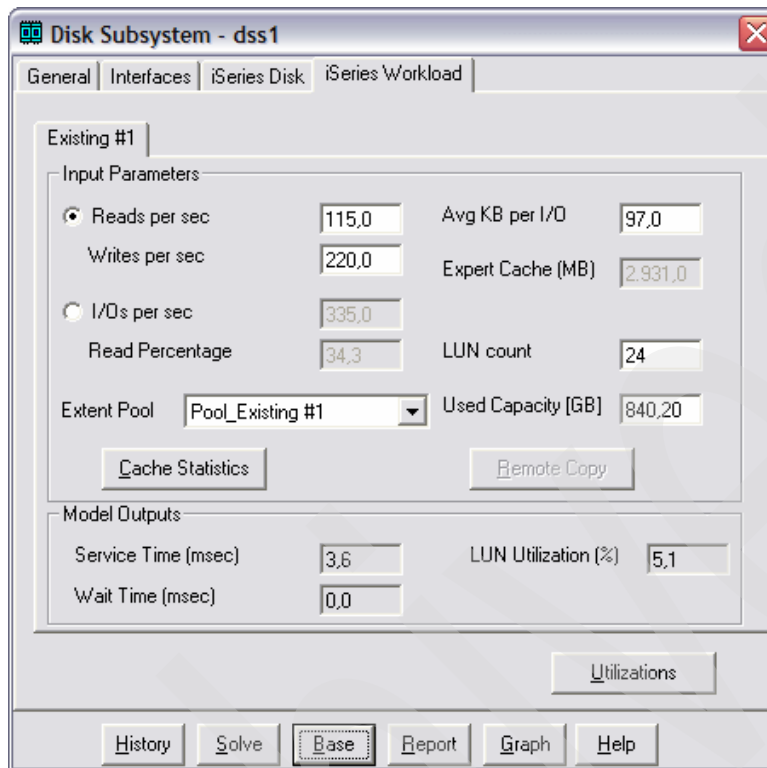 Disk Subsystem - dss1
General Interfaces iSeries Disk iSeries Workload
Existing #1
Input Parameters
Reads per sec 115,0 Avg KB per I/O 97,0
Writes per sec 220,0
Expert Cache (MB) 2.931,0
I/Os per sec 335,0
Read Percentage 34,3 LUN count 24
Extent Pool Pool_Existing #1 Used Capacity [GB] 840,20
Cache Statistics Remote Copy
Model Outputs
Service Time (msec) 3,6 LUN Utilization (%) 5,1
Wait Time (msec) 0,0
Utilizations
History Solve Base Report Graph Help